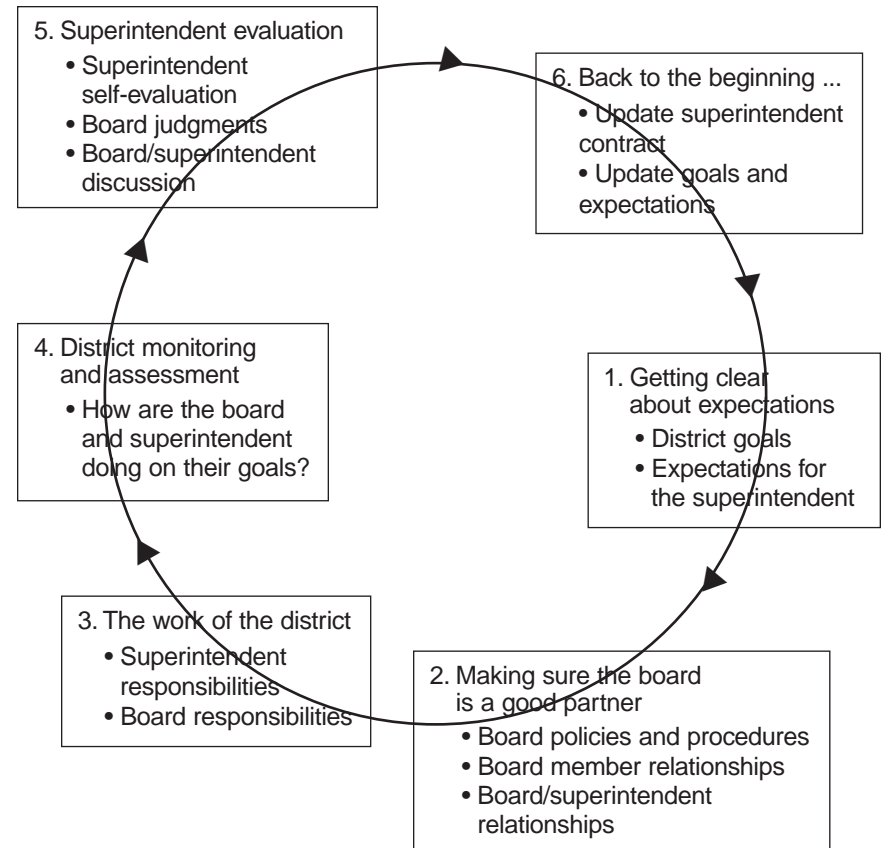 5. Superintendent evaluation
• Superintendent
self-evaluation
• Board judgments
• Board/superintendent
discussion
6. Back to the beginning ...
• Update superintendent
contract
• Update goals and
expectations
4. District monitoring
and assessment
• How are the board
and superintendent
doing on their goals?
1. Getting clear
about expectations
• District goals
• Expectations for
the superintendent
3. The work of the district
• Superintendent
responsibilities
• Board responsibilities
2. Making sure the board
is a good partner
• Board policies and procedures
• Board member relationships
• Board/superintendent
relationships